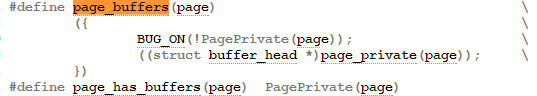 #define page_buffers(page) \
({ \
BUG_ON(!PagePrivate(page)); \
((struct buffer_head *)page_private(page)); \
})
#define page_has_buffers(page) PagePrivate(page)